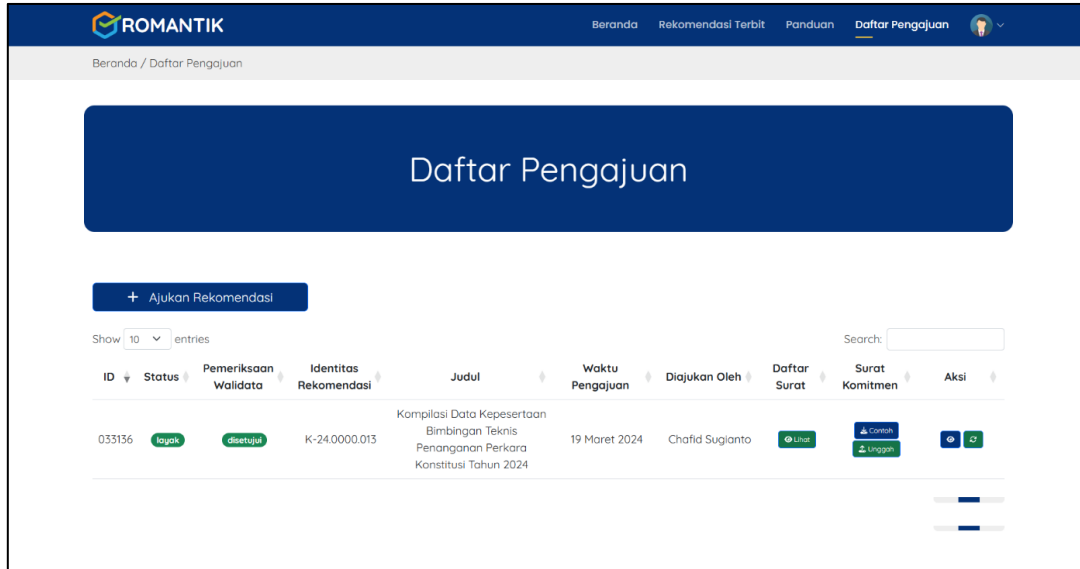 ROMANTIK
Beranda Rekomendasi Terbit Panduan Daftar Pengajuan
Beranda / Daftar Pengajuan
Daftar Pengajuan
+ Ajukan Rekomendasi
Show 10 entries Search:
ID Status Pemeriksaan Walidata Identitas Rekomendasi Judul Waktu Pengajuan Diajukan Oleh Daftar Surat Surat Komitmen Aksi
033136 layak disetujui K-24.0000.013 Kompilasi Data Kepesertaan Bimbingan Teknis Penanganan Perkara Konstitusi Tahun 2024 19 Maret 2024 Chafid Sugianto Lihat Contoh Unggah